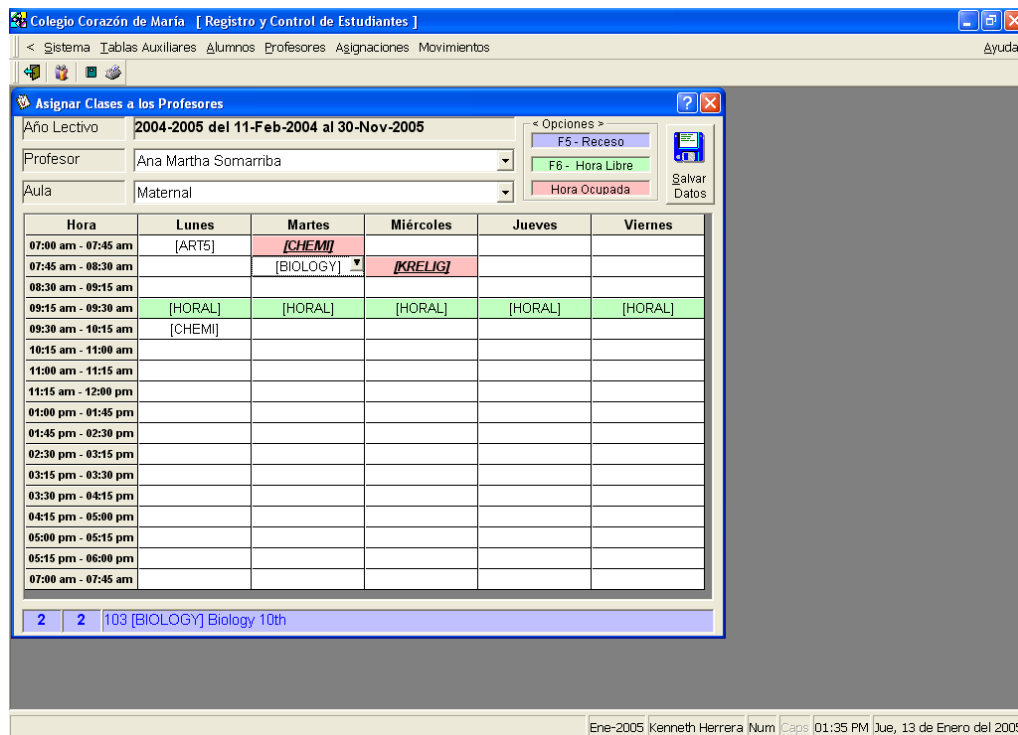 Colegio Corazón de María [ Registro y Control de Estudiantes ]
< Sistema Tablas Auxiliares Alumnos Profesores Asignaciones Movimientos Ayuda
Asignar Clases a los Profesores
Año Lectivo 2004-2005 del 11-Feb-2004 al 30-Nov-2005
Profesor Ana Martha Somarriba
Aula Maternal
< Opciones >
F5 - Receso
F6 - Hora Libre
Hora Ocupada
Salvar
Datos
Hora Lunes Martes Miércoles Jueves Viernes
07:00 am - 07:45 am [ART5] [CHEMI]
07:45 am - 08:30 am [BIOLOGY] [KRELIG]
08:30 am - 09:15 am
09:15 am - 09:30 am [HORAL] [HORAL] [HORAL] [HORAL] [HORAL]
09:30 am - 10:15 am [CHEMI]
10:15 am - 11:00 am
11:00 am - 11:15 am
11:15 am - 12:00 pm
01:00 pm - 01:45 pm
01:45 pm - 02:30 pm
02:30 pm - 03:15 pm
03:15 pm - 03:30 pm
03:30 pm - 04:15 pm
04:15 pm - 05:00 pm
05:00 pm - 05:15 pm
05:15 pm - 06:00 pm
07:00 am - 07:45 am
2 2 103 [BIOLOGY] Biology 10th
Ene-2005 Kenneth Herrera Num Caps 01:35 PM Jue, 13 de Enero del 2005